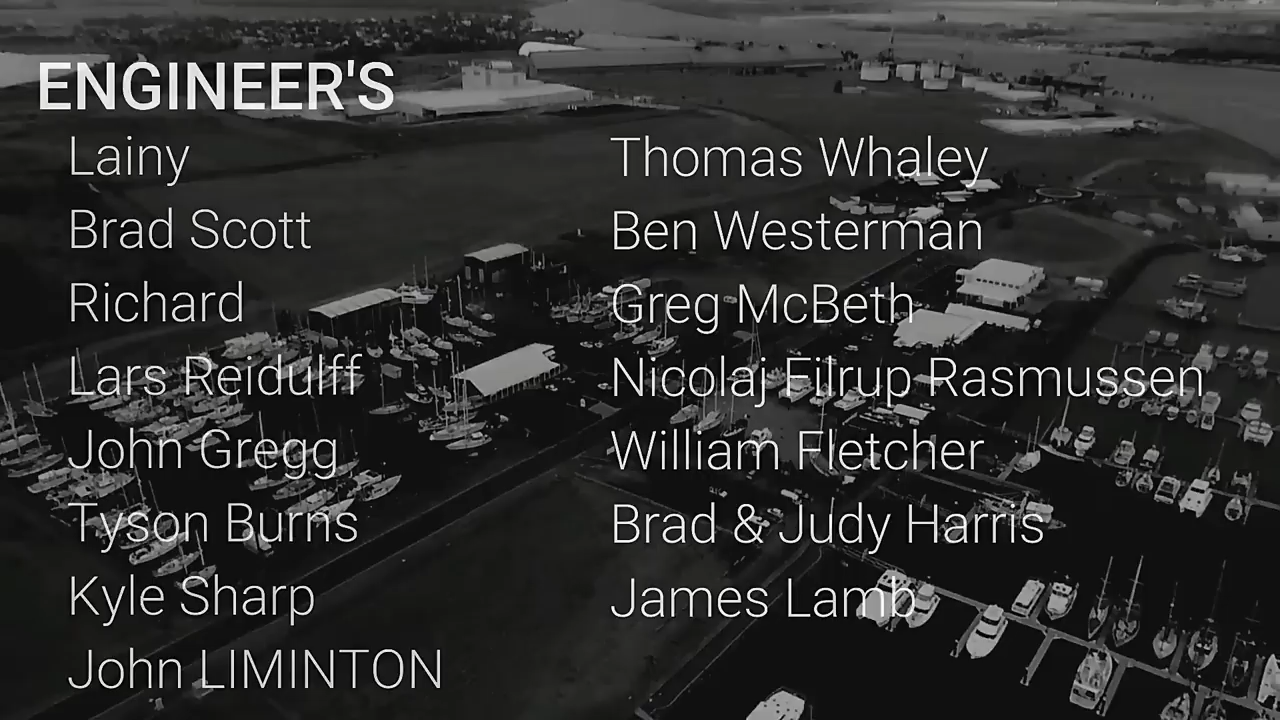 ENGINEER'S
Lainy
Brad Scott
Richard
Lars Reidulff
John Gregg
Tyson Burns
Kyle Sharp
John LIMINTON
Thomas Whaley
Ben Westerman
Greg McBeth
Nicolaj Filrup Rasmussen
William Fletcher
Brad & Judy Harris
James Lamb